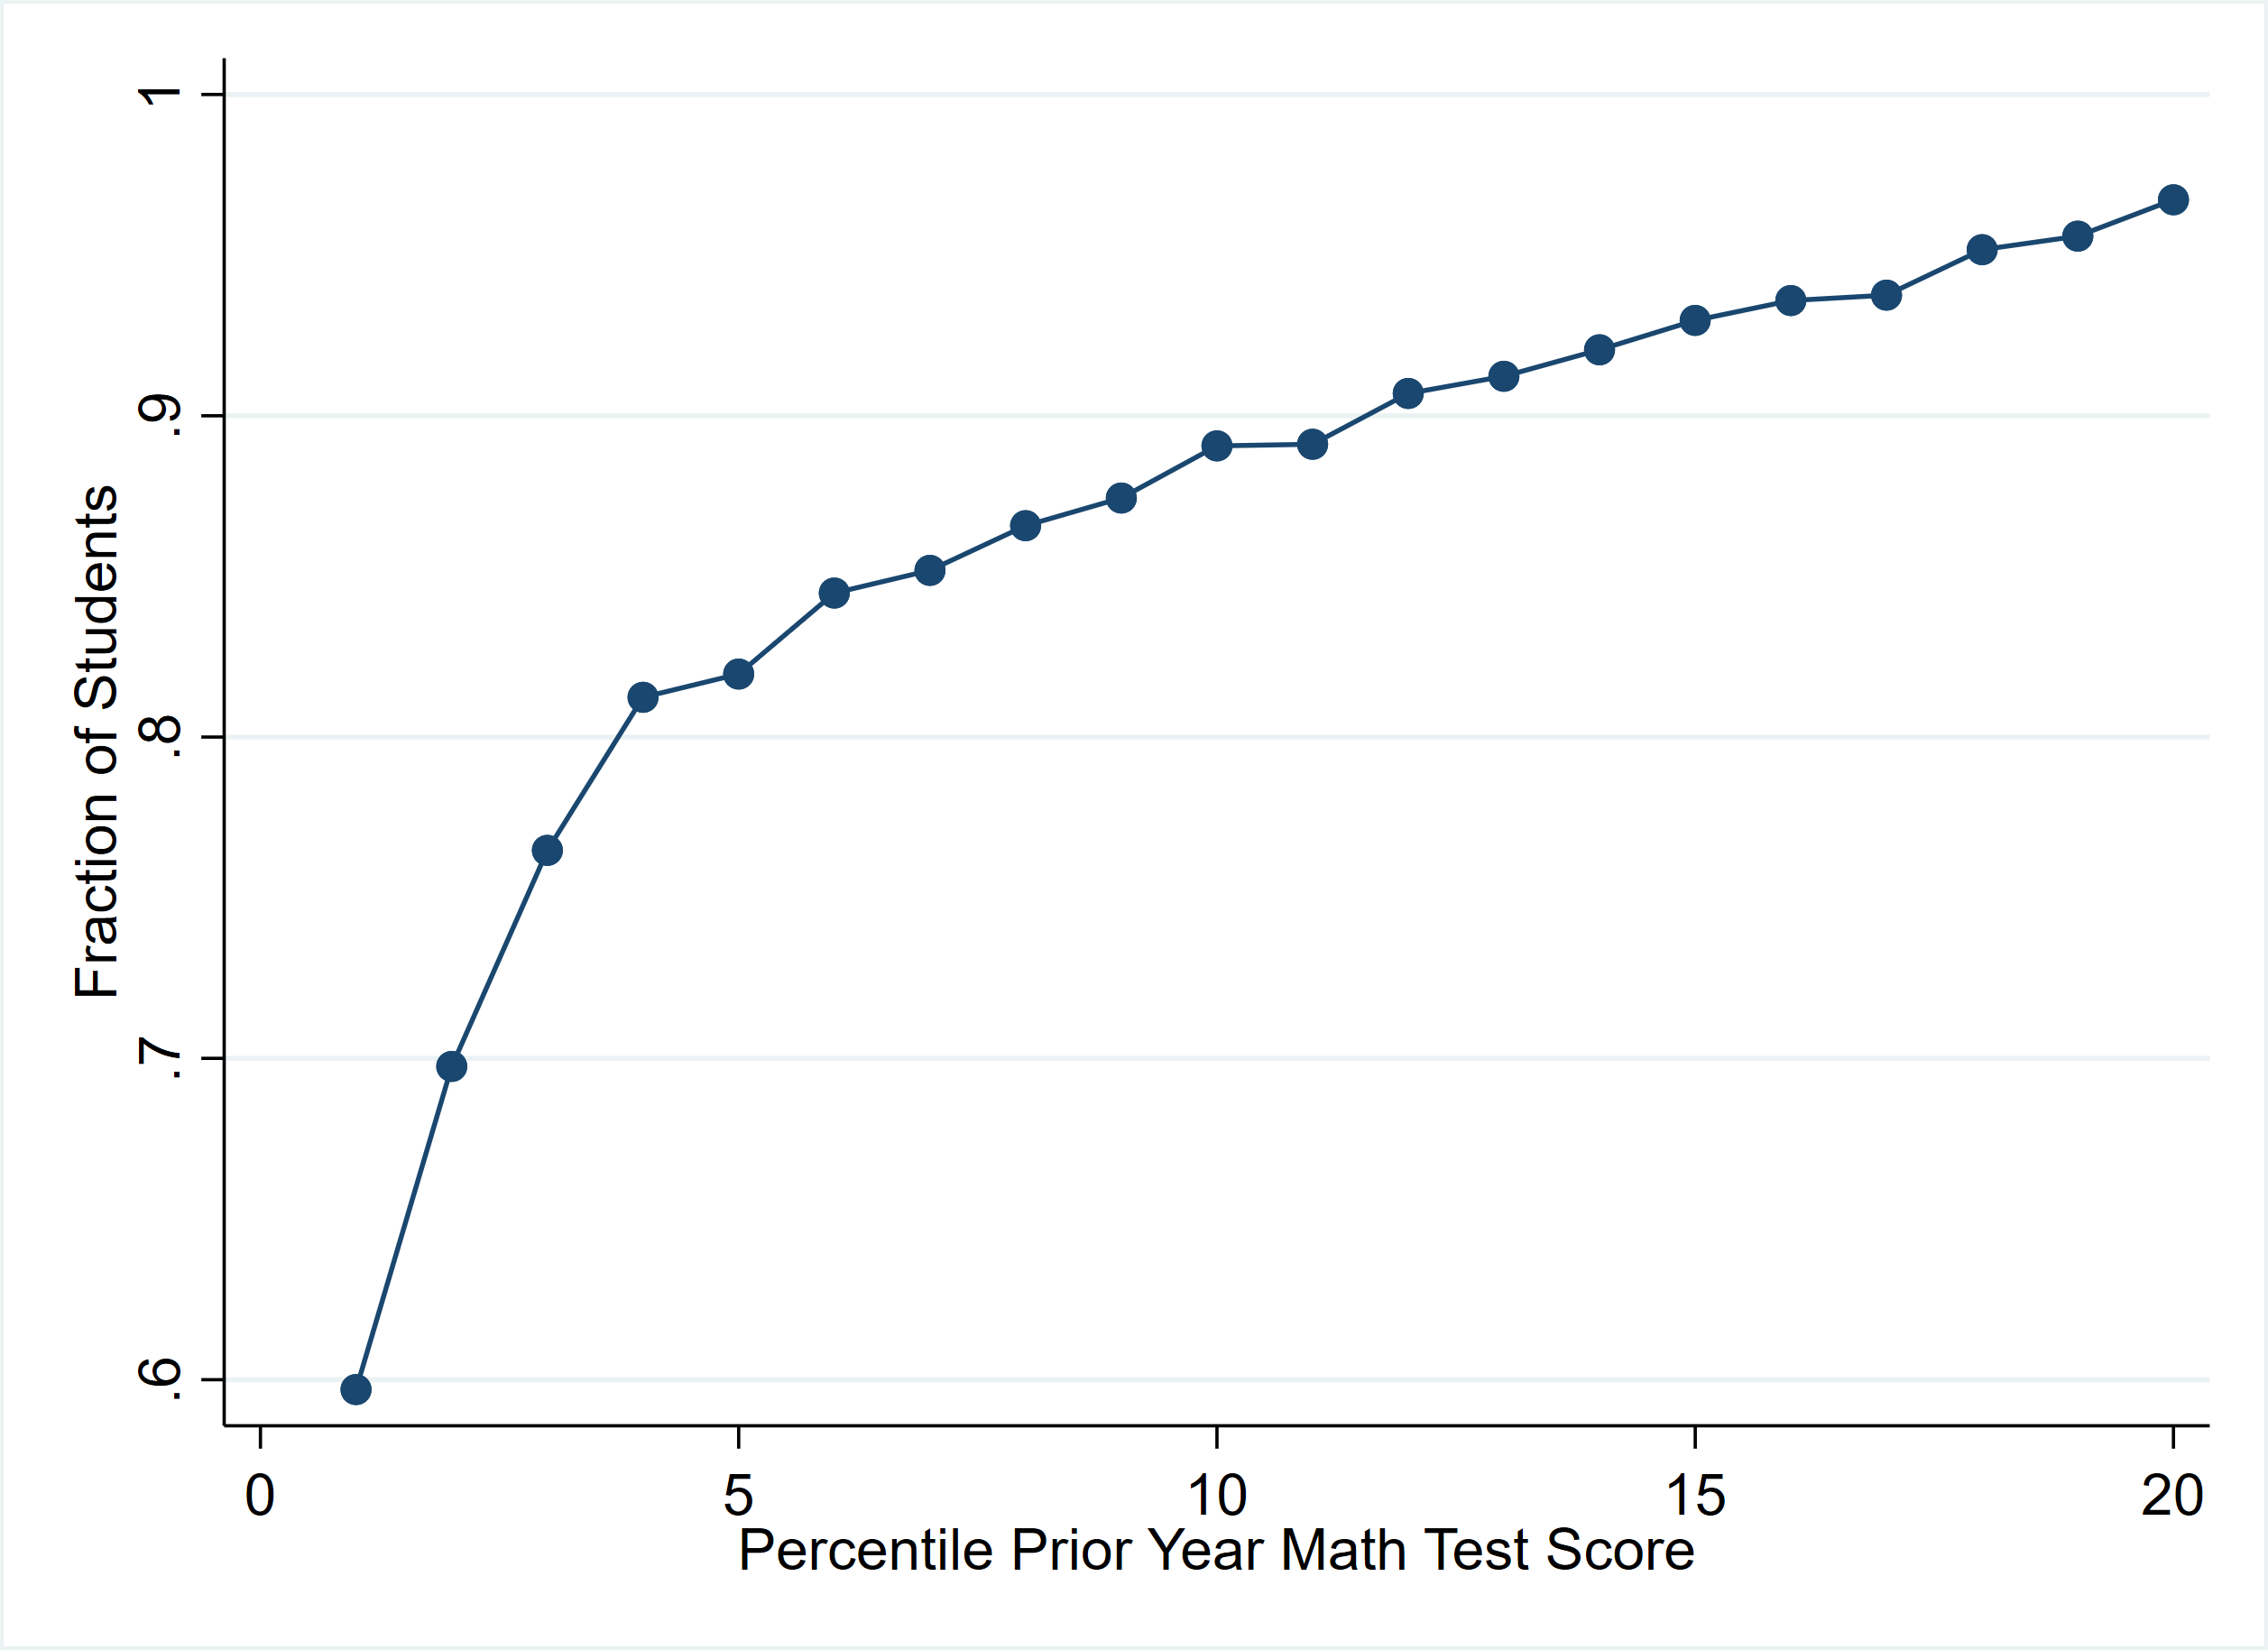 Fraction of Students
1
.9
.8
.7
.6
0 5 10 15 20
Percentile Prior Year Math Test Score